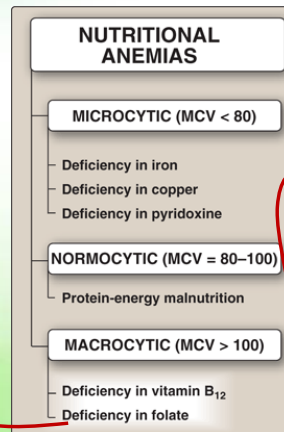 NUTRITIONAL
ANEMIAS
MICROCYTIC (MCV < 80)
Deficiency in iron
Deficiency in copper
Deficiency in pyridoxine
NORMOCYTIC (MCV = 80–100)
Protein-energy malnutrition
MACROCYTIC (MCV > 100)
Deficiency in vitamin B₁₂
Deficiency in folate